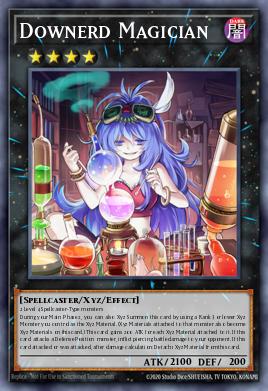 Downerd Magician
DARK
闇
[Spellcaster/Xyz/Effect]
2 Level 4 Spellcaster-Type monsters
During your Main Phase 2, you can also Xyz Summon this card by using a Rank 3 or lower Xyz
Monster you control as the Xyz Material. (Xyz Materials attached to that monster also become
Xyz Materials on this card.) This card gains 200 ATK for each Xyz Material attached to it. If this
card attacks a Defense Position monster, inflict piercing battle damage to your opponent. If this
card attacked or was attacked, after damage calculation: Detach 1 Xyz Material from this card.
ATK/2100 DEF/ 200
©2020 Studio Dice/SHUEISHA, TV TOKYO, KONAMI